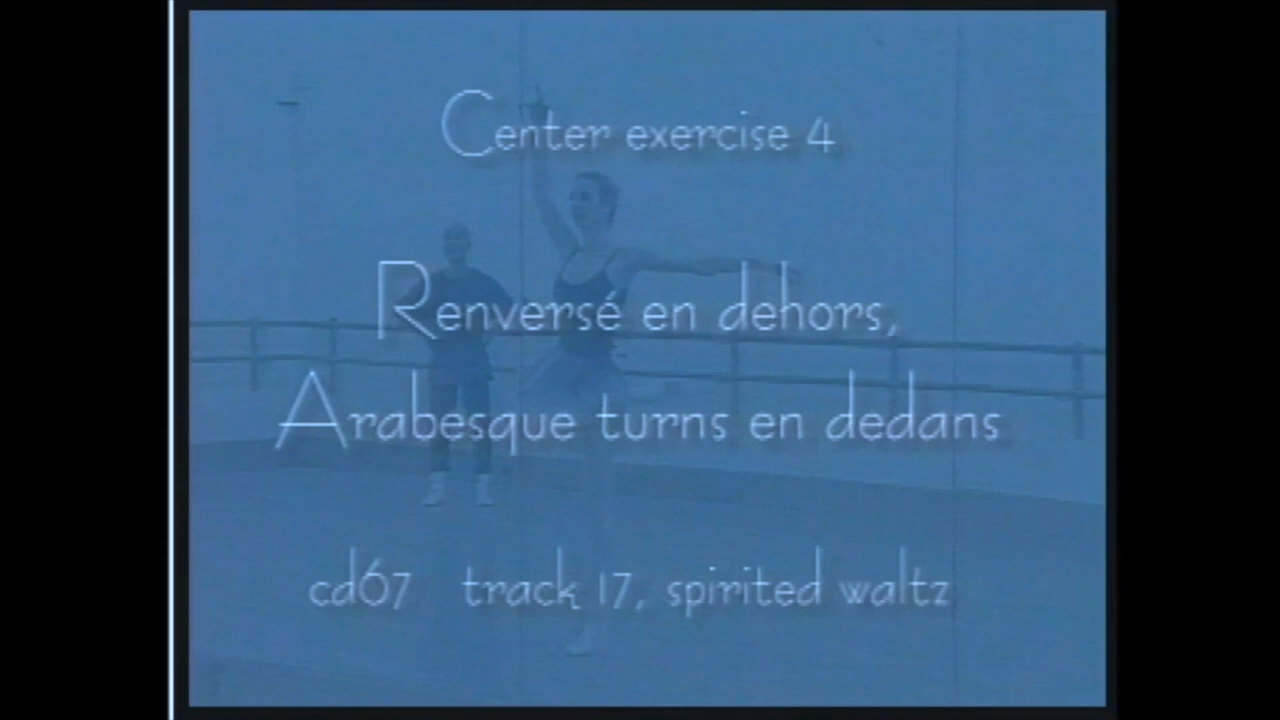 Center exercise 4
Renversé en dehors,
Arabesque turns en dedans
cd67 track 17, spirited waltz